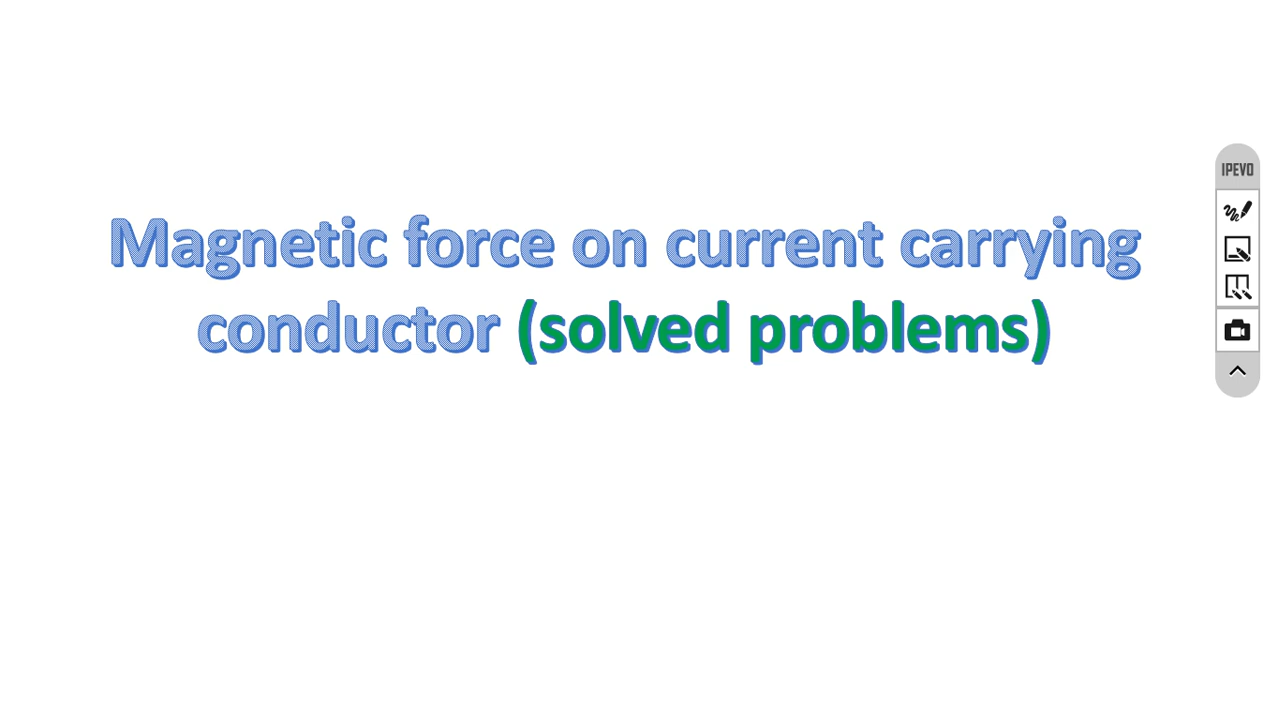 Magnetic force on current carrying
conductor (solved problems)
IPEVO